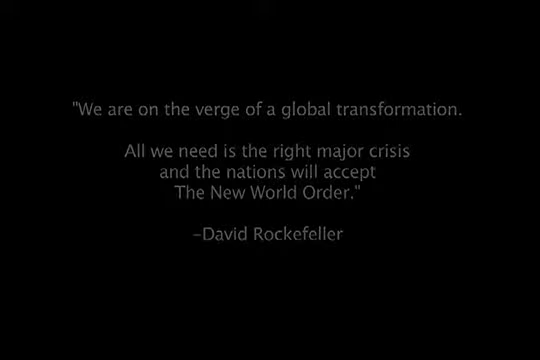 "We are on the verge of a global transformation.
All we need is the right major crisis
and the nations will accept
The New World Order."
–David Rockefeller